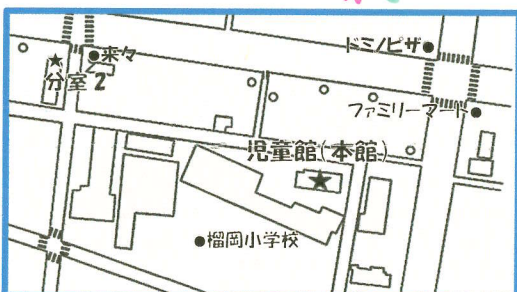 ドミノピザ
来々
分室2
ファミリーマート
児童館(本館)
榴岡小学校